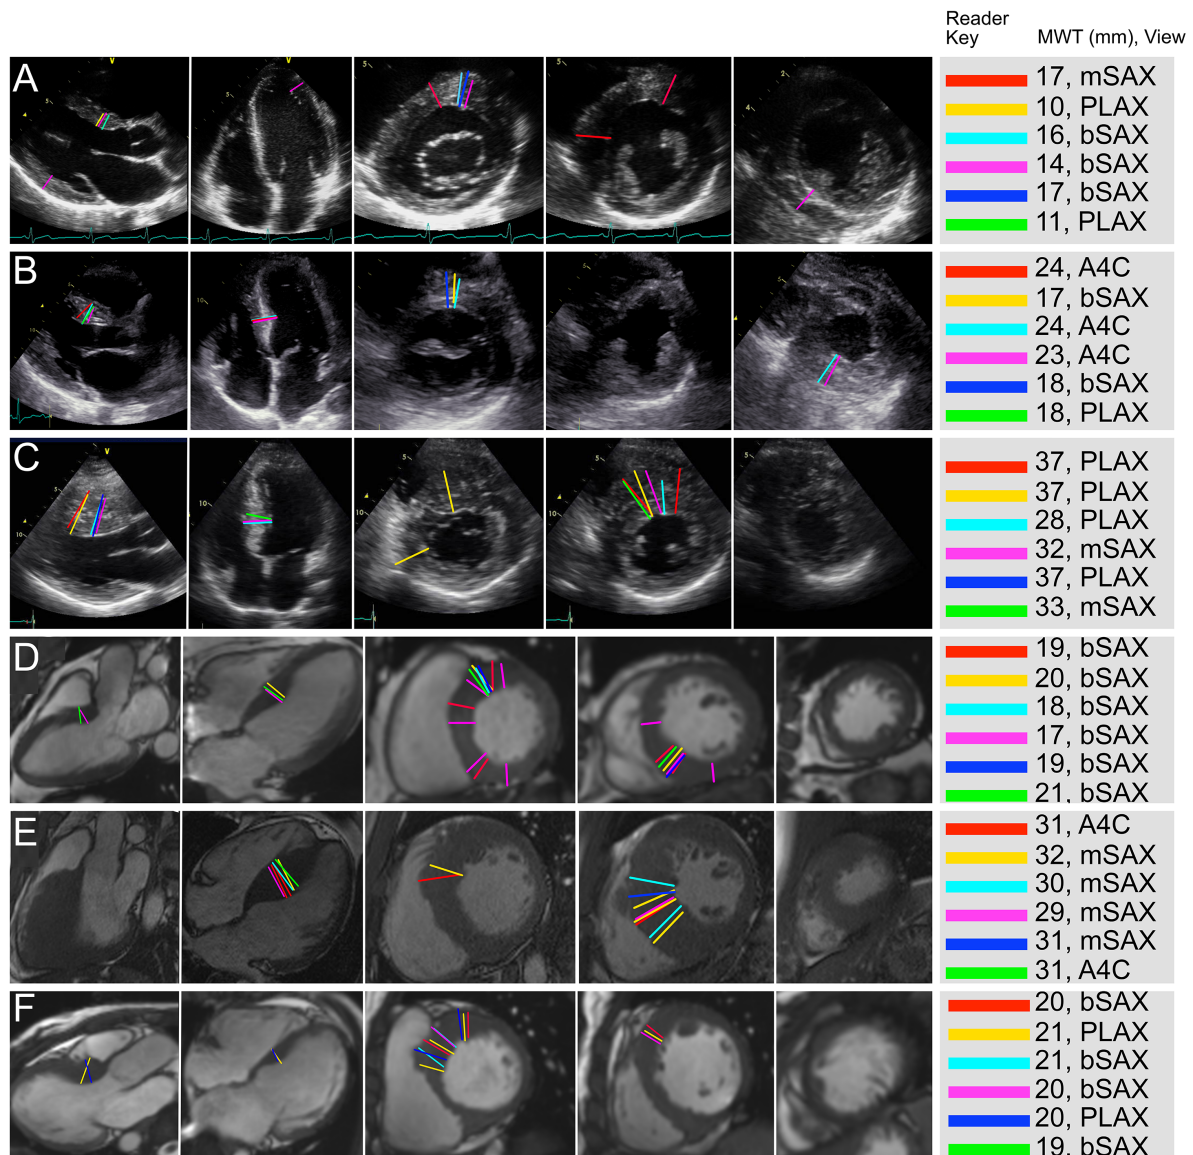 Reader
Key
MWT (mm), View
A
17, mSAX
10, PLAX
16, bSAX
14, bSAX
17, bSAX
11, PLAX
B
24, A4C
17, bSAX
24, A4C
23, A4C
18, bSAX
18, PLAX
C
37, PLAX
37, PLAX
28, PLAX
32, mSAX
37, PLAX
33, mSAX
D
19, bSAX
20, bSAX
18, bSAX
17, bSAX
19, bSAX
21, bSAX
E
31, A4C
32, mSAX
30, mSAX
29, mSAX
31, mSAX
31, A4C
F
20, bSAX
21, PLAX
21, bSAX
20, bSAX
20, PLAX
19, bSAX